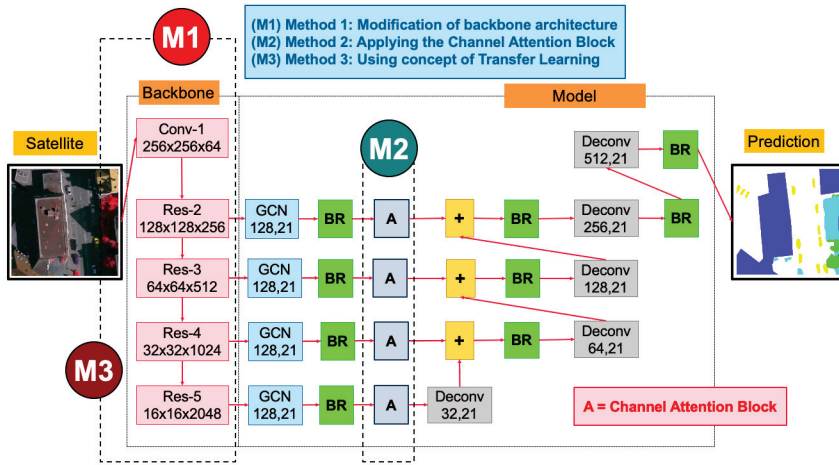 M1
(M1) Method 1: Modification of backbone architecture
(M2) Method 2: Applying the Channel Attention Block
(M3) Method 3: Using concept of Transfer Learning
Backbone
Model
Satellite
Prediction
M2
M3
Conv-1
256x256x64
Res-2
128x128x256
GCN
128,21
BR
A
+
BR
Deconv
256,21
BR
Deconv
512,21
BR
Res-3
64x64x512
GCN
128,21
BR
A
+
BR
Deconv
128,21
Res-4
32x32x1024
GCN
128,21
BR
A
+
BR
Deconv
64,21
Res-5
16x16x2048
GCN
128,21
BR
A
Deconv
32,21
A = Channel Attention Block